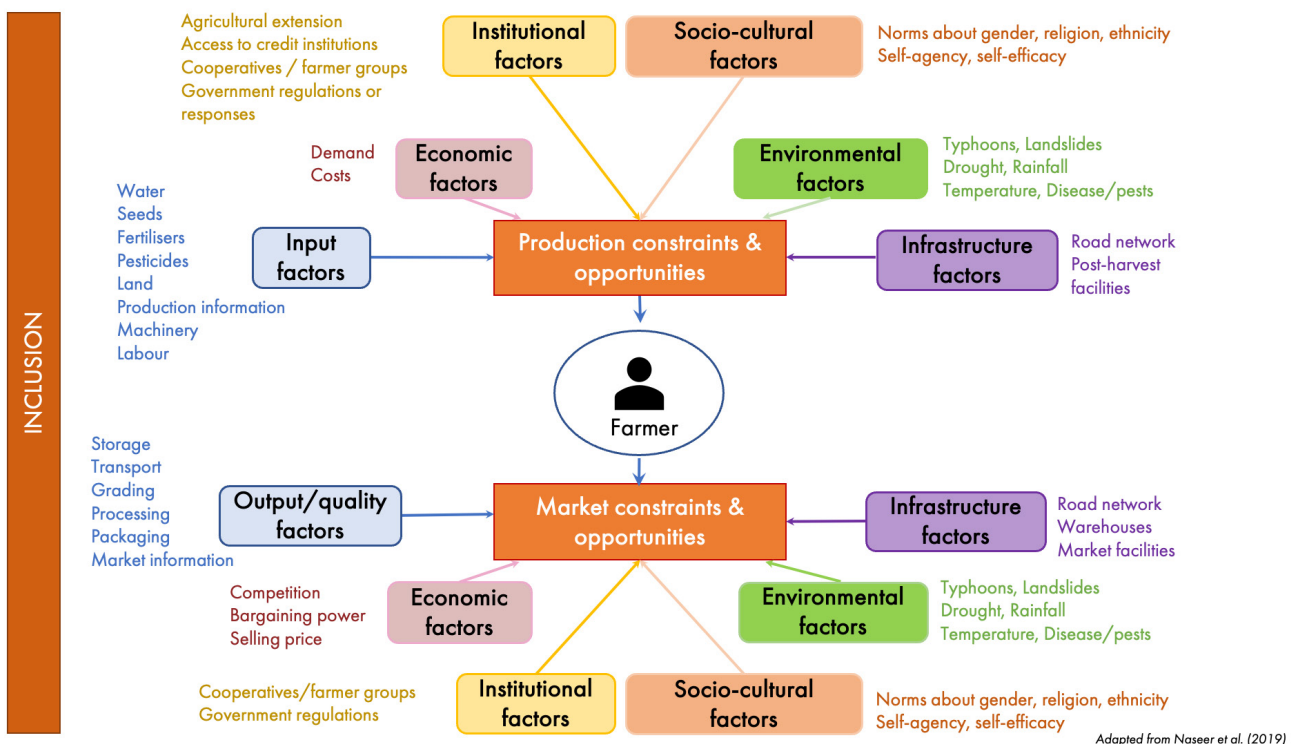 INCLUSION
Agricultural extension
Access to credit institutions
Cooperatives / farmer groups
Government regulations or
responses
Institutional
factors
Socio-cultural
factors
Norms about gender, religion, ethnicity
Self-agency, self-efficacy
Demand
Costs
Economic
factors
Environmental
factors
Typhoons, Landslides
Drought, Rainfall
Temperature, Disease/pests
Water
Seeds
Fertilisers
Pesticides
Land
Production information
Machinery
Labour
Input
factors
Production constraints &
opportunities
Infrastructure
factors
Road network
Post-harvest
facilities
Farmer
Storage
Transport
Grading
Processing
Packaging
Market information
Output/quality
factors
Market constraints &
opportunities
Infrastructure
factors
Road network
Warehouses
Market facilities
Competition
Bargaining power
Selling price
Economic
factors
Environmental
factors
Typhoons, Landslides
Drought, Rainfall
Temperature, Disease/pests
Cooperatives/farmer groups
Government regulations
Institutional
factors
Socio-cultural
factors
Norms about gender, religion, ethnicity
Self-agency, self-efficacy
Adapted from Naseer et al. (2019)